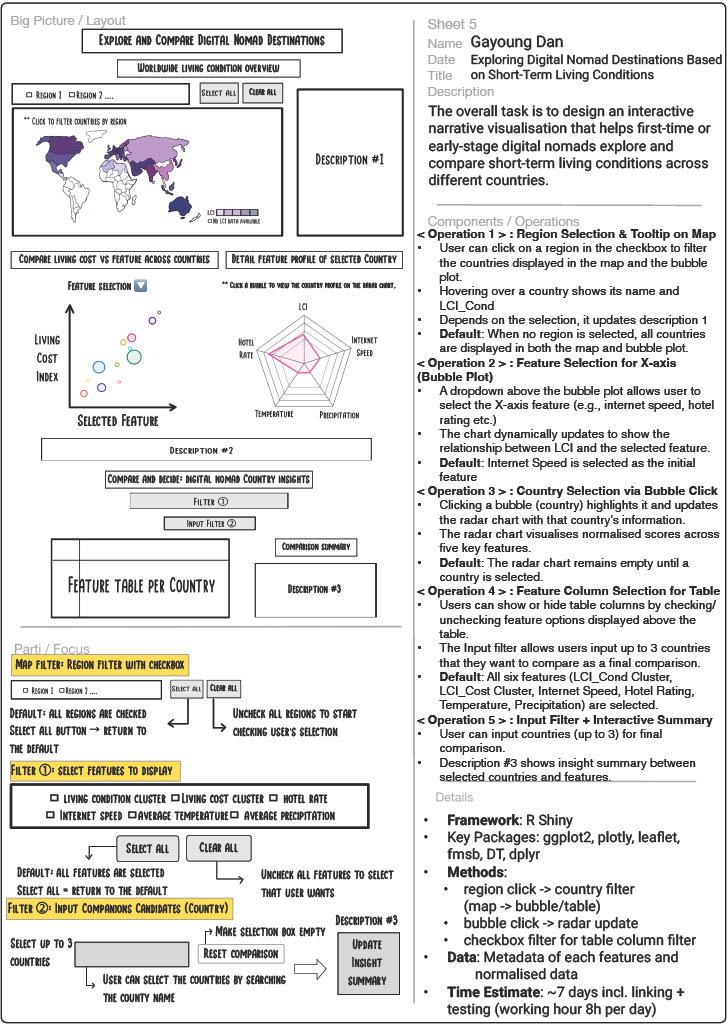 Big Picture / Layout
EXPLORE AND COMPARE DIGITAL NOMAD DESTINATIONS
WORLDWIDE LIVING CONDITION OVERVIEW
REGION 1 REGION 2 ....
SELECT ALL
CLEAR ALL
** CLICK TO FILTER COUNTRIES BY REGION
LCI
NO LCI DATA AVAILABLE
DESCRIPTION #1
COMPARE LIVING COST VS FEATURE ACROSS COUNTRIES
DETAIL FEATURE PROFILE OF SELECTED COUNTRY
FEATURE SELECTION
LIVING
COST
INDEX
SELECTED FEATURE
** CLICK A BUBBLE TO VIEW THE COUNTRY PROFILE ON THE RADAR CHART.
LCI
HOTEL
RATE
INTERNET
SPEED
TEMPERATURE
PRECIPITATION
DESCRIPTION #2
COMPARE AND DECIDE: DIGITAL NOMAD COUNTRY INSIGHTS
FILTER ①
INPUT FILTER ②
FEATURE TABLE PER COUNTRY
COMPARISON SUMMARY
DESCRIPTION #3
Parti / Focus
MAP FILTER: REGION FILTER WITH CHECKBOX
REGION 1 REGION 2 ....
SELECT ALL
CLEAR ALL
DEFAULT: ALL REGIONS ARE CHECKED
SELECT ALL BUTTON → RETURN TO
THE DEFAULT
UNCHECK ALL REGIONS TO START
CHECKING USER'S SELECTION
FILTER ①: SELECT FEATURES TO DISPLAY
LIVING CONDITION CLUSTER LIVING COST CLUSTER HOTEL RATE
INTERNET SPEED AVERAGE TEMPERATURE AVERAGE PRECIPITATION
SELECT ALL
CLEAR ALL
DEFAULT: ALL FEATURES ARE SELECTED
SELECT ALL = RETURN TO THE DEFAULT
UNCHECK ALL FEATURES TO SELECT
THAT USER WANTS
FILTER ②: INPUT COMPANIONS CANDIDATES (COUNTRY)
SELECT UP TO 3
COUNTRIES
MAKE SELECTION BOX EMPTY
RESET COMPARISON
USER CAN SELECT THE COUNTRIES BY SEARCHING
THE COUNTY NAME
DESCRIPTION #3
UPDATE
INSIGHT
SUMMARY
Sheet 5
Name Gayoung Dan
Date Exploring Digital Nomad Destinations Based
Title on Short-Term Living Conditions
Description
The overall task is to design an interactive
narrative visualisation that helps first-time or
early-stage digital nomads explore and
compare short-term living conditions across
different countries.
Components / Operations
< Operation 1 > : Region Selection & Tooltip on Map
• User can click on a region in the checkbox to filter
the countries displayed in the map and the bubble
plot.
• Hovering over a country shows its name and
LCI_Cond
• Depends on the selection, it updates description 1
• Default: When no region is selected, all countries
are displayed in both the map and bubble plot.
< Operation 2 > : Feature Selection for X-axis
(Bubble Plot)
• A dropdown above the bubble plot allows user to
select the X-axis feature (e.g., internet speed, hotel
rating etc.)
• The chart dynamically updates to show the
relationship between LCI and the selected feature.
• Default: Internet Speed is selected as the initial
feature
< Operation 3 > : Country Selection via Bubble Click
• Clicking a bubble (country) highlights it and updates
the radar chart with that country's information.
• The radar chart visualises normalised scores across
five key features.
• Default: The radar chart remains empty until a
country is selected.
< Operation 4 > : Feature Column Selection for Table
• Users can show or hide table columns by checking/
unchecking feature options displayed above the
table.
• The Input filter allows users input up to 3 countries
that they want to compare as a final comparison.
• Default: All six features (LCI_Cond Cluster,
LCI_Cost Cluster, Internet Speed, Hotel Rating,
Temperature, Precipitation) are selected.
< Operation 5 > : Input Filter + Interactive Summary
• User can input countries (up to 3) for final
comparison.
• Description #3 shows insight summary between
selected countries and features.
Details
• Framework: R Shiny
• Key Packages: ggplot2, plotly, leaflet,
fmsb, DT, dplyr
• Methods:
• region click -> country filter
(map -> bubble/table)
• bubble click -> radar update
• checkbox filter for table column filter
• Data: Metadata of each features and
normalised data
• Time Estimate: ~7 days incl. linking +
testing (working hour 8h per day)